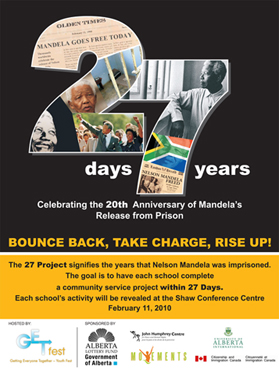 OLDEN TIMES
MANDELA GOES FREE TODAY
27
NELSON MANDELA
FREED
days years
Celebrating the 20th Anniversary of Mandela's
Release from Prison
BOUNCE BACK, TAKE CHARGE, RISE UP!
The 27 Project signifies the years that Nelson Mandela was imprisoned.
The goal is to have each school complete
a community service project within 27 Days.
Each school's activity will be revealed at the Shaw Conference Centre
February 11, 2010
HOSTED BY:
GET fest
Getting Everyone Together - Youth Fest
SPONSORED BY:
ALBERTA
LOTTERY FUND
Government
of Alberta
John Humphrey Centre
ALBERTA
MOVEMENTS
Citizenship and
Immigration Canada
Citoyenneté et
Immigration Canada